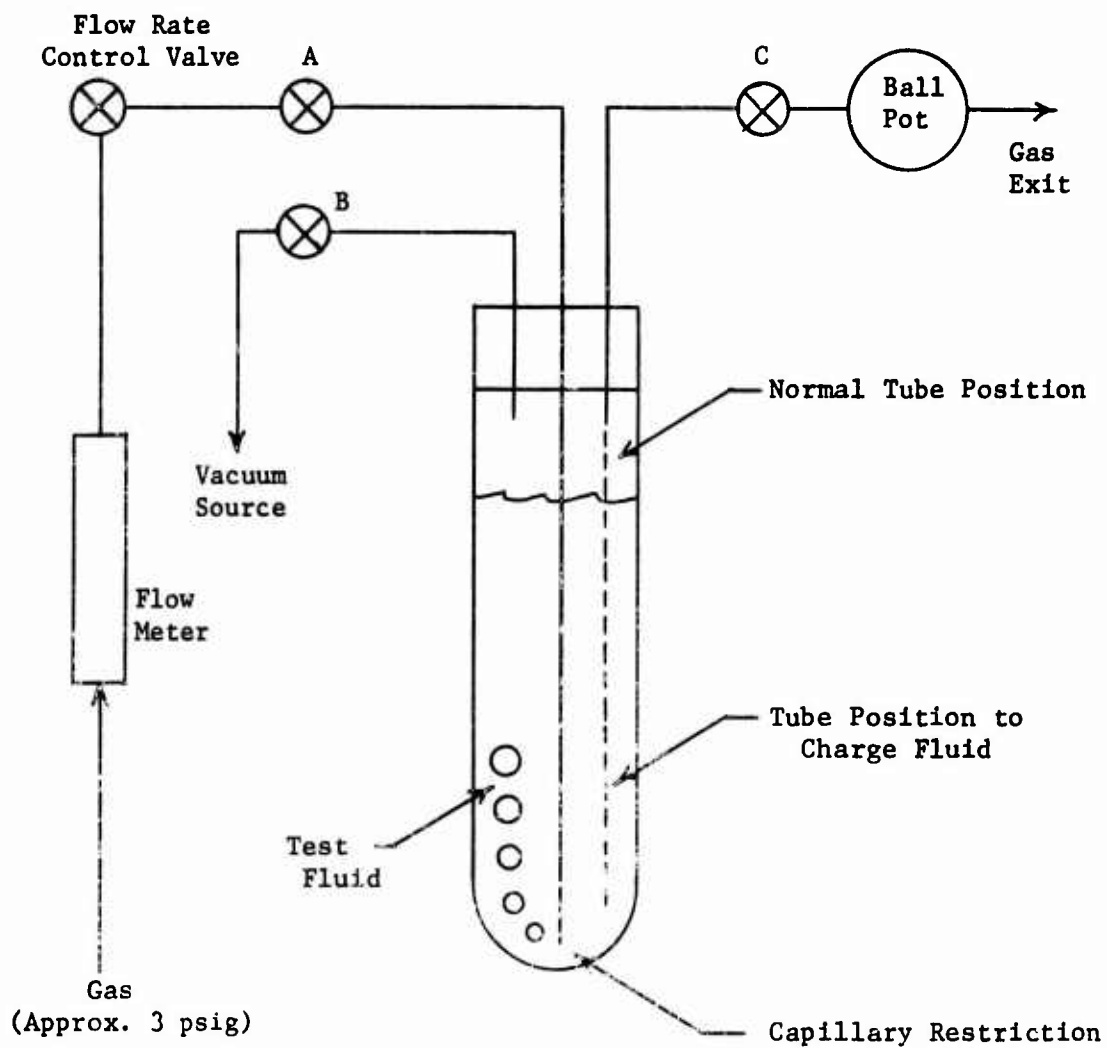 Flow Rate
Control Valve
A
C
Ball
Pot
Gas
Exit
B
Normal Tube Position
Vacuum
Source
Flow
Meter
Tube Position to
Charge Fluid
Test
Fluid
Gas
(Approx. 3 psig)
Capillary Restriction